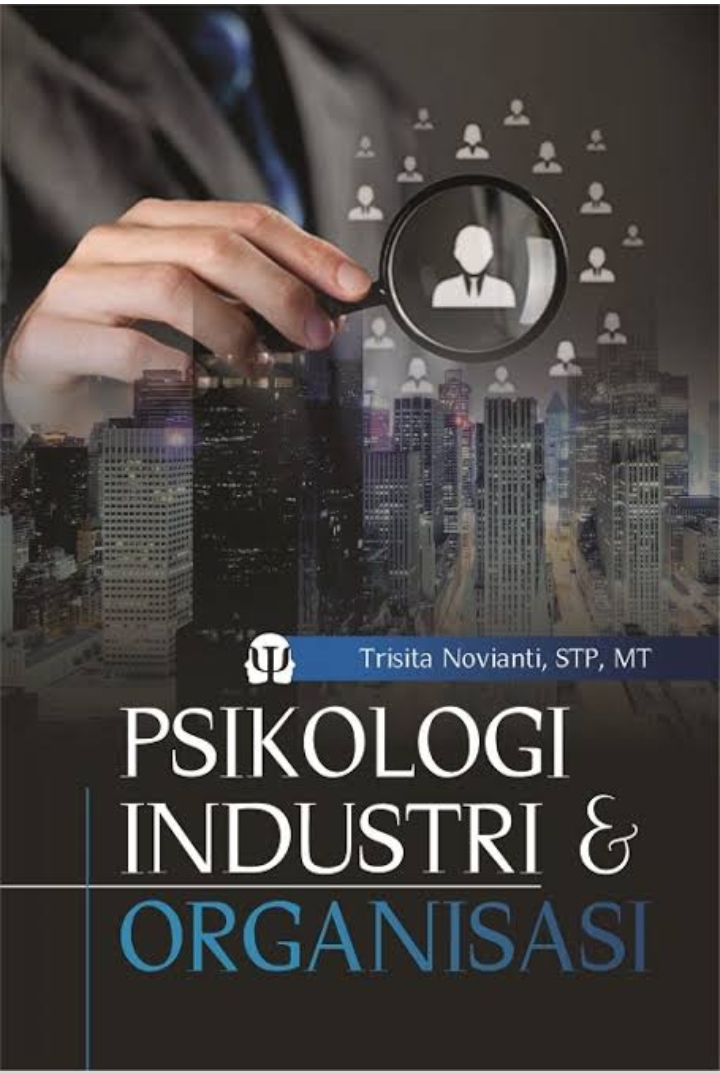 Ψ
Trisita Novianti, STP, MT
PSIKOLOGI
INDUSTRI &
ORGANISASI